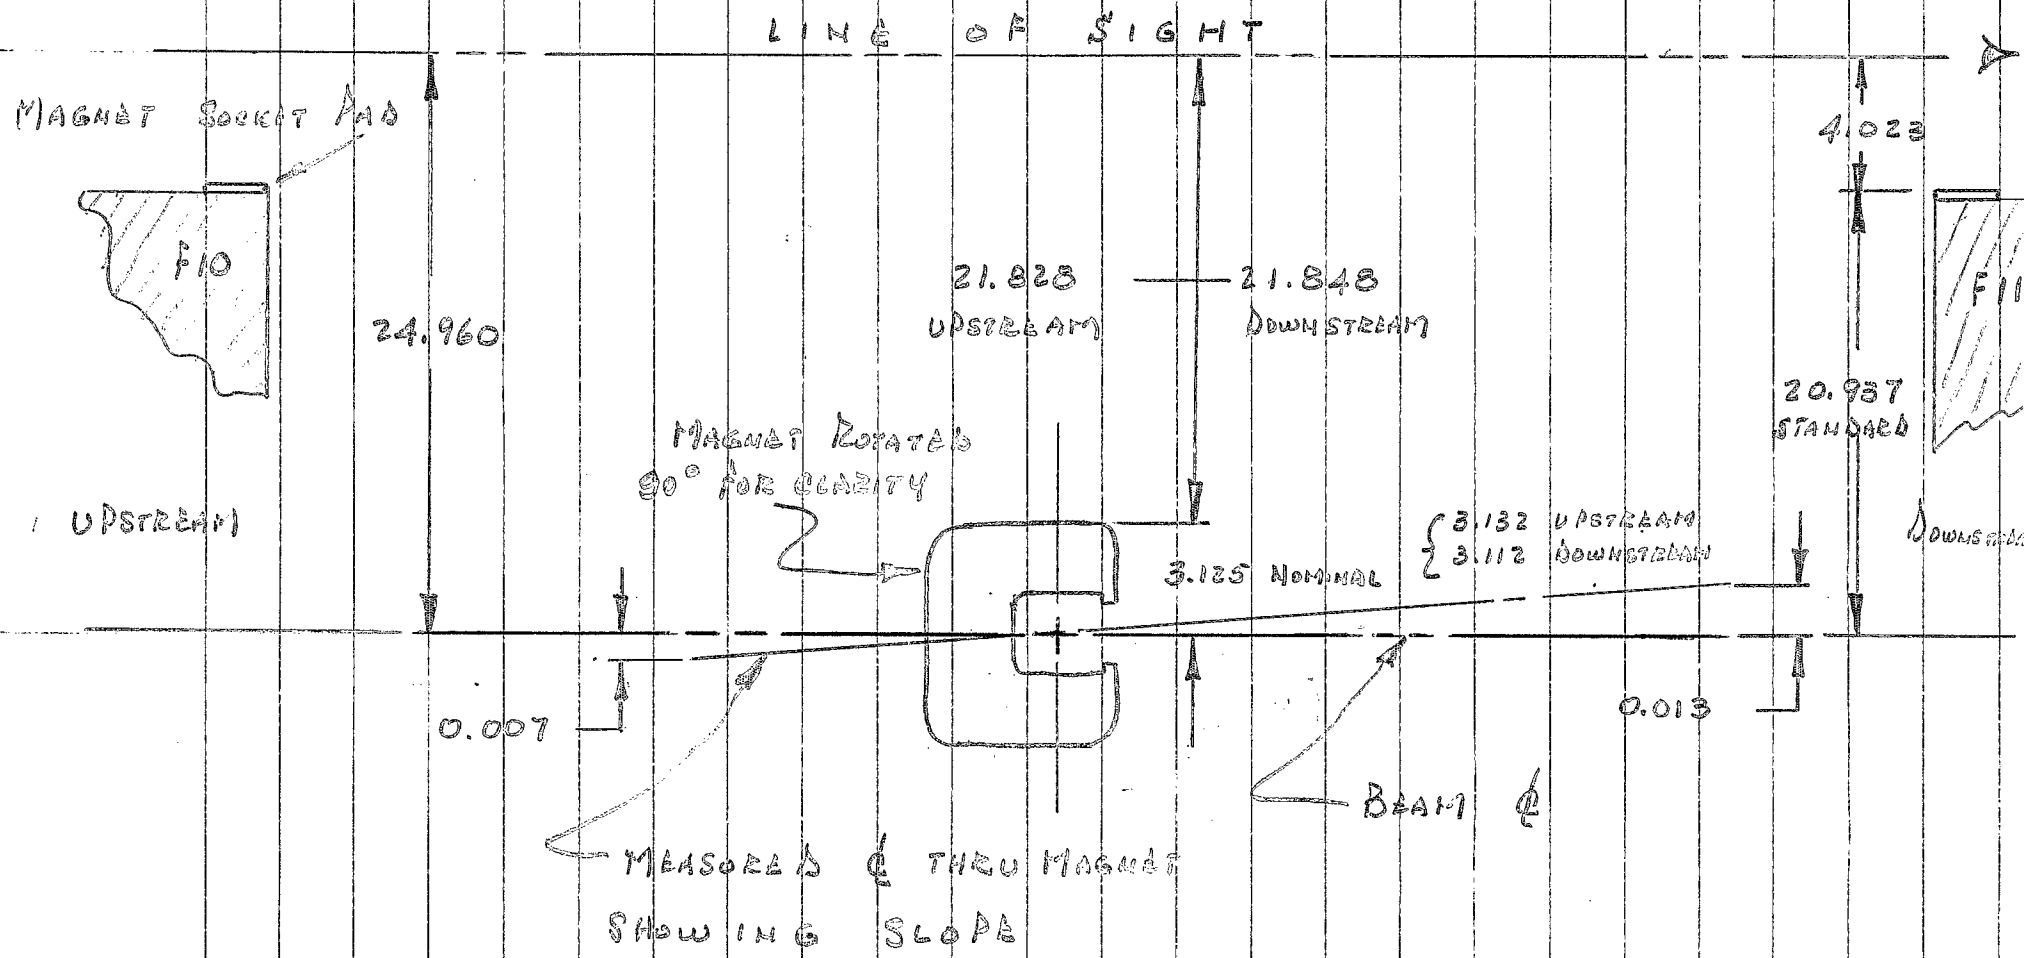 LINE OF SIGHT
MAGNET SOCKET PAD
4.023
F10
21.828
21.848
F11
24.960
UPSTREAM
DOWNSTREAM
20.937
STANDARD
MAGNET ROTATED
90° FOR CLARITY
UPSTREAM
3.132 UPSTREAM
3.112 DOWNSTREAM
3.125 NOMINAL
0.007
0.013
BEAM ℄
MEASURED ℄ THRU MAGNET
SHOWING SLOPE